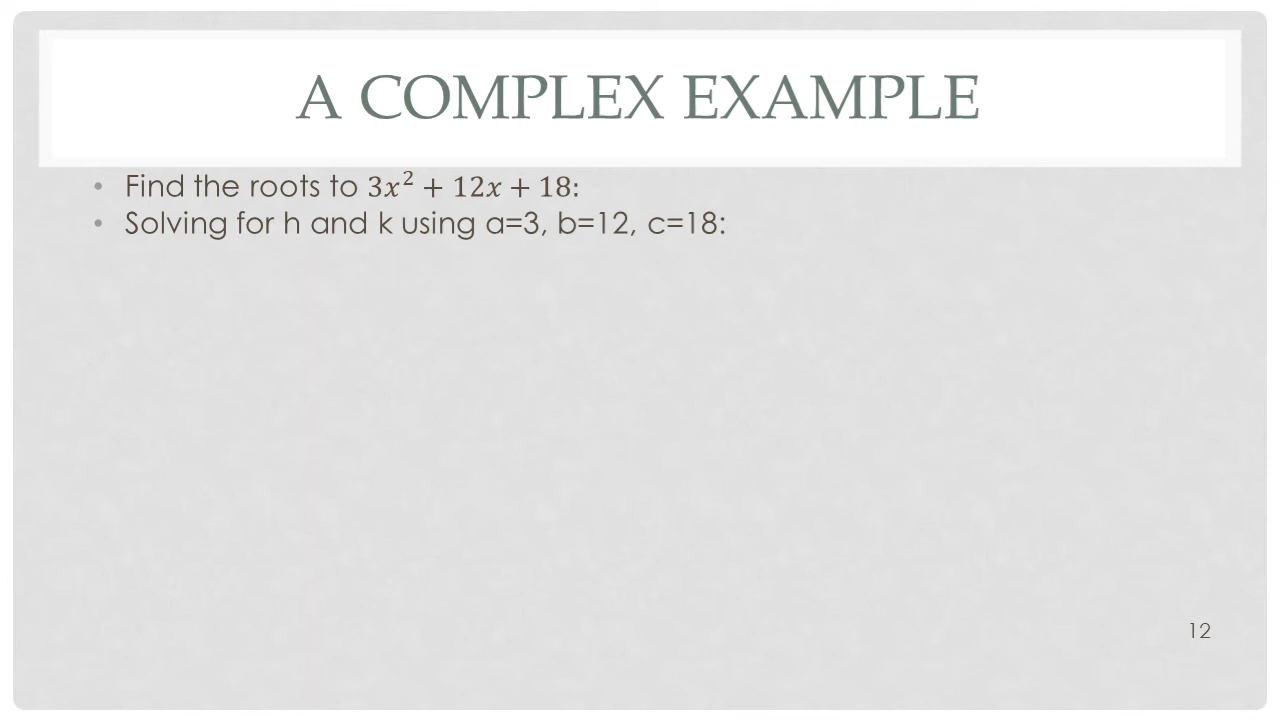 A COMPLEX EXAMPLE
• Find the roots to 3𝑥² + 12𝑥 + 18:
• Solving for h and k using a=3, b=12, c=18:
12